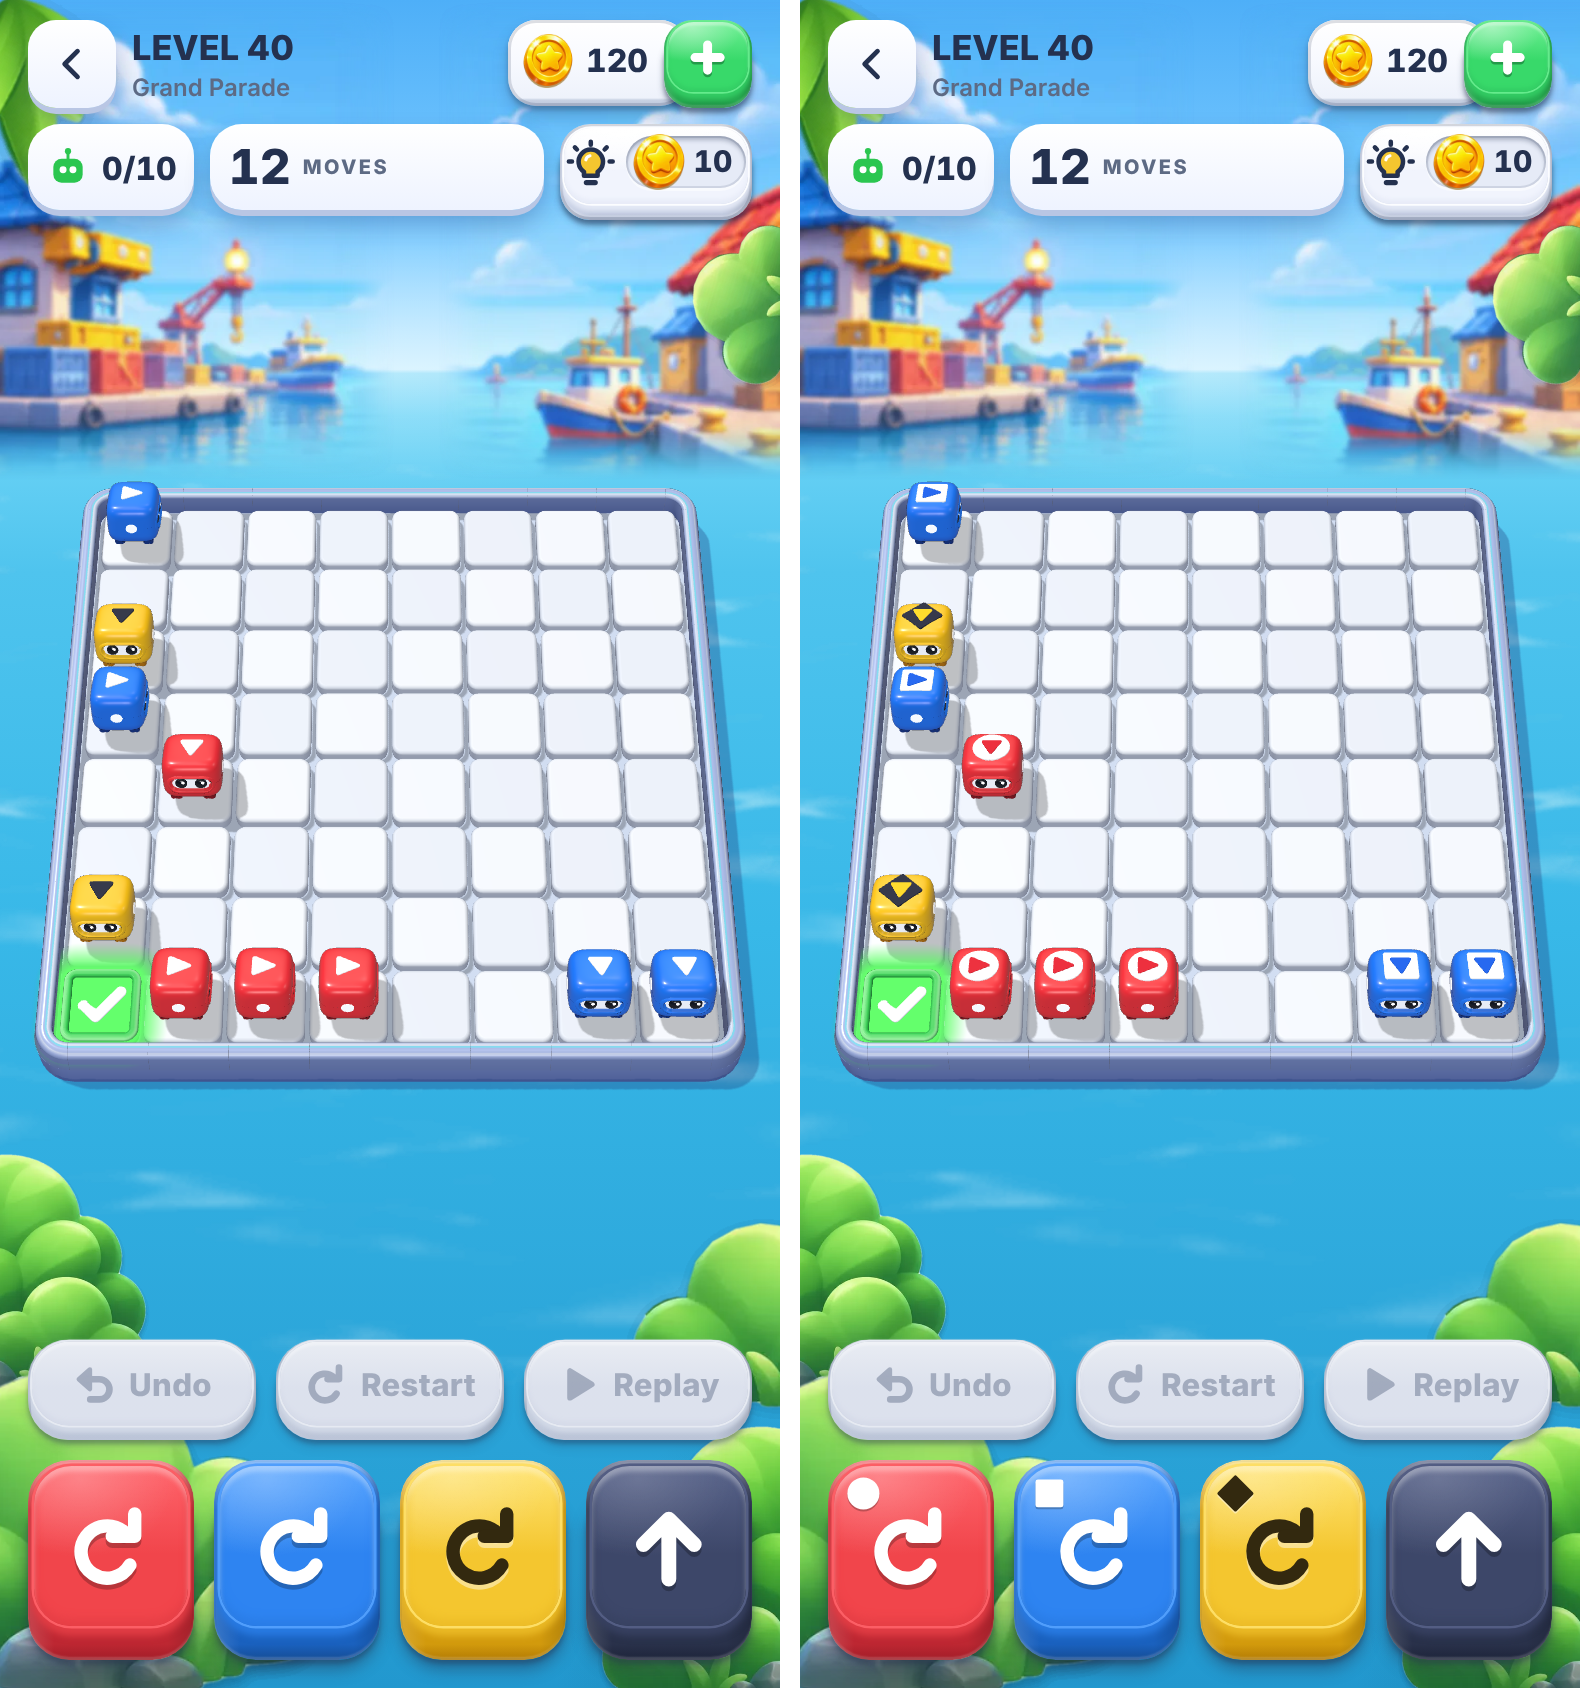 LEVEL 40
Grand Parade
120
0/10
12 MOVES
10
Undo
Restart
Replay
LEVEL 40
Grand Parade
120
0/10
12 MOVES
10
Undo
Restart
Replay